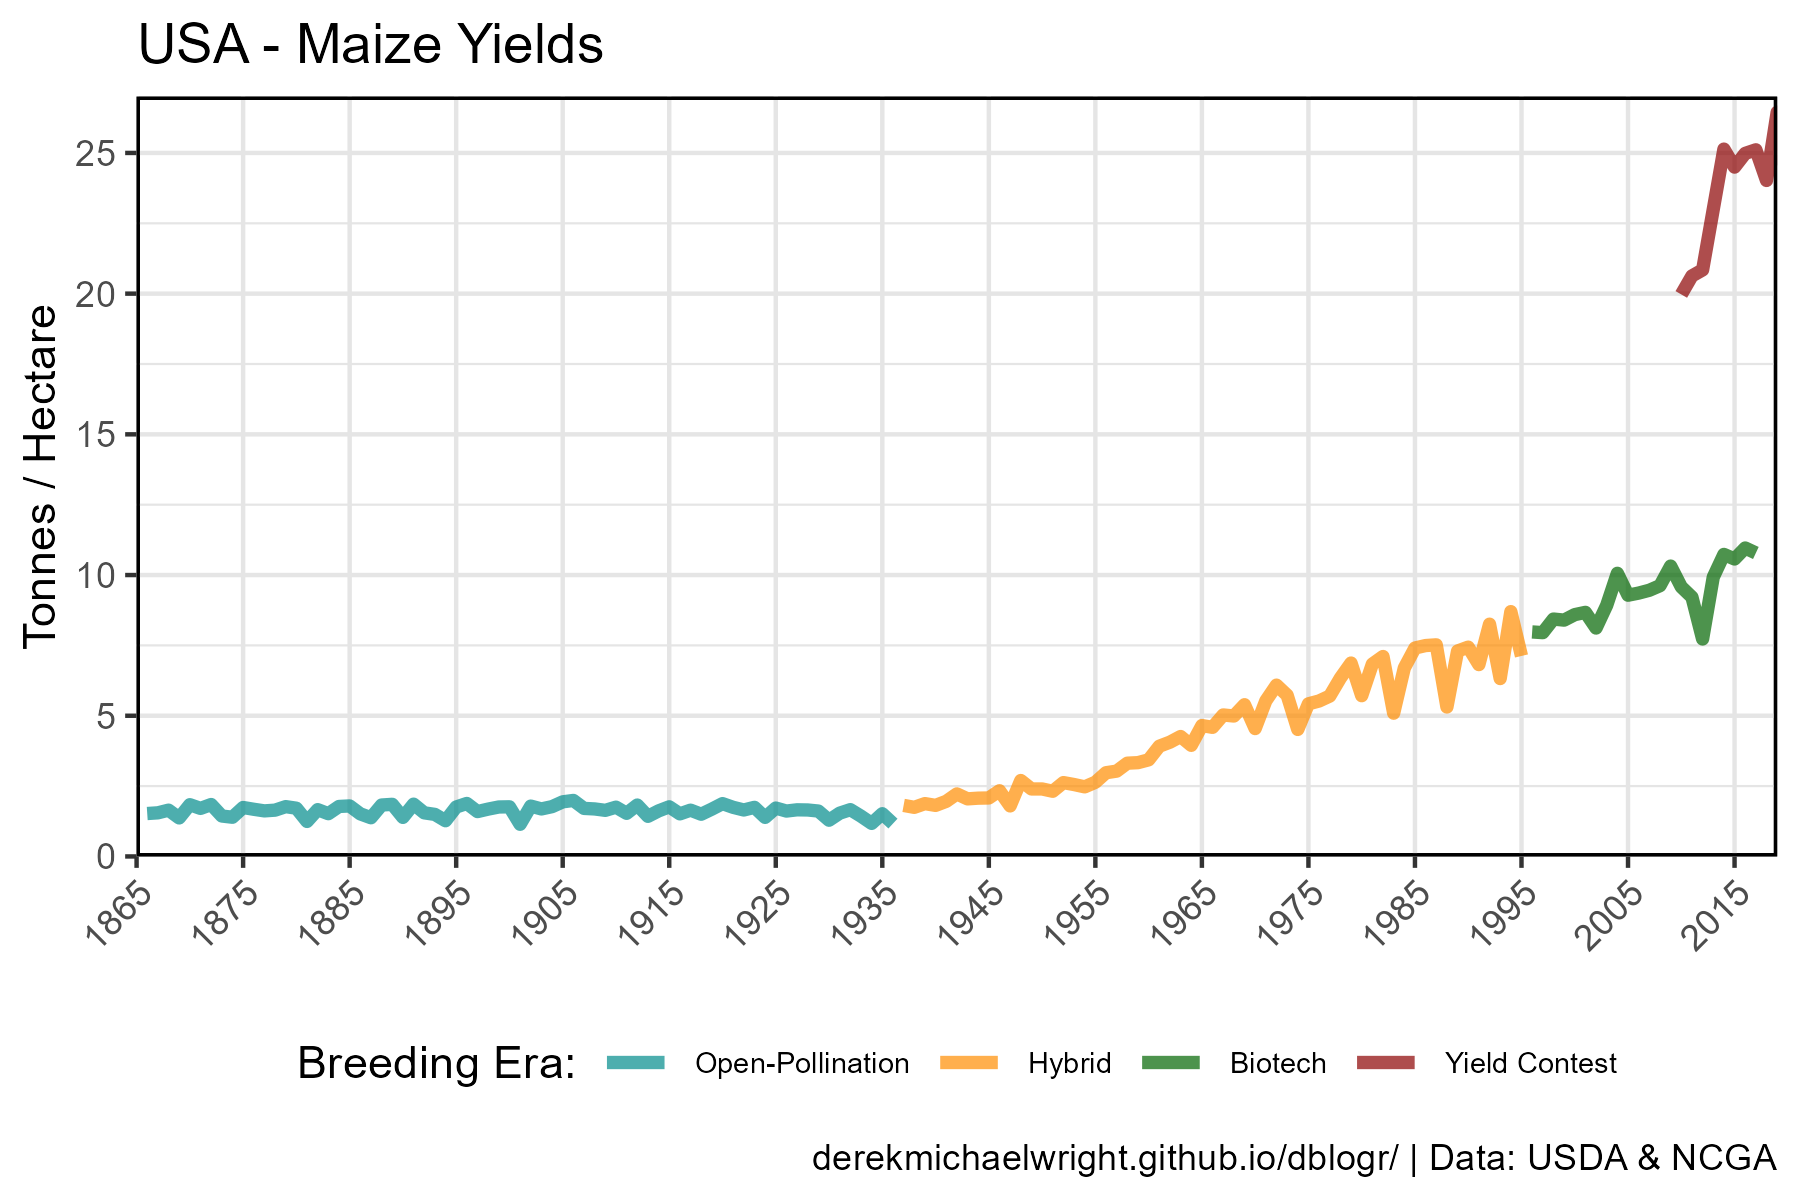 USA - Maize Yields
Tonnes / Hectare
25
20
15
10
5
0
1865 1875 1885 1895 1905 1915 1925 1935 1945 1955 1965 1975 1985 1995 2005 2015
Breeding Era: Open-Pollination Hybrid Biotech Yield Contest
derekmichaelwright.github.io/dblogr/ | Data: USDA & NCGA